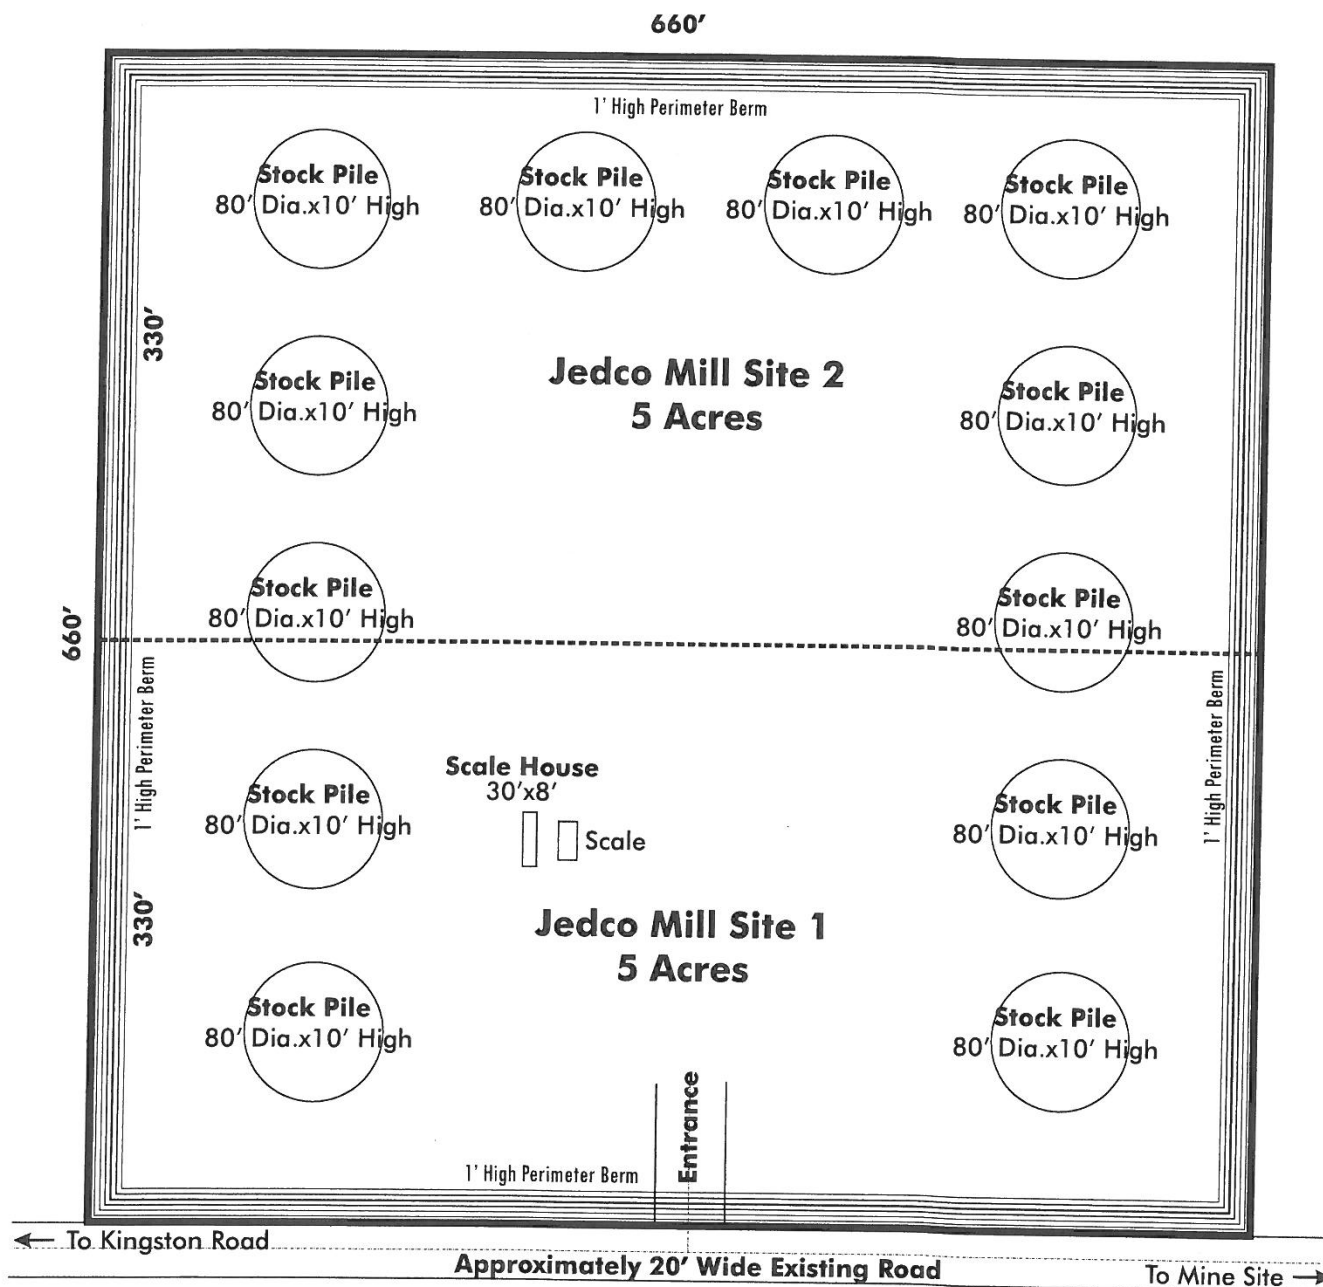 660'
1' High Perimeter Berm
Stock Pile
80' Dia.x10' High
Stock Pile
80' Dia.x10' High
Stock Pile
80' Dia.x10' High
Stock Pile
80' Dia.x10' High
330'
Jedco Mill Site 2
5 Acres
Stock Pile
80' Dia.x10' High
Stock Pile
80' Dia.x10' High
Stock Pile
80' Dia.x10' High
Stock Pile
80' Dia.x10' High
660'
1' High Perimeter Berm
1' High Perimeter Berm
Scale House
30'x8'
Scale
Stock Pile
80' Dia.x10' High
Stock Pile
80' Dia.x10' High
330'
Jedco Mill Site 1
5 Acres
Stock Pile
80' Dia.x10' High
Stock Pile
80' Dia.x10' High
Entrance
1' High Perimeter Berm
To Kingston Road
Approximately 20' Wide Existing Road
To Mine Site